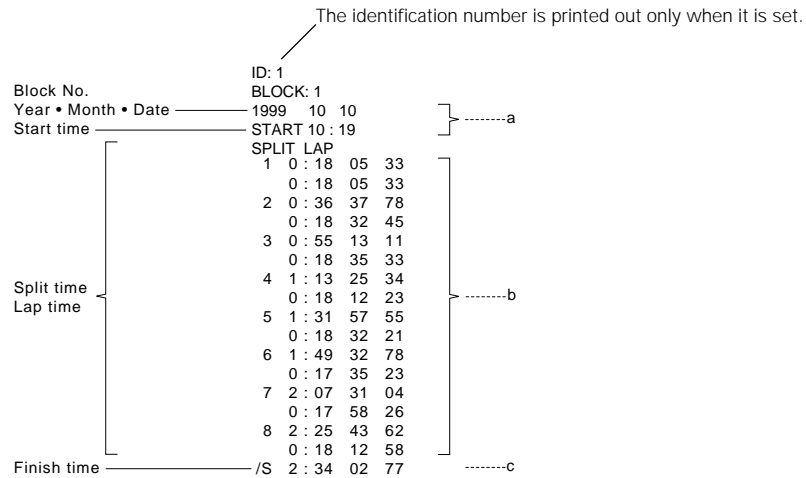 The identification number is printed out only when it is set.
ID: 1
Block No. BLOCK: 1
Year • Month • Date 1999 10 10
a
Start time START 10 : 19
SPLIT LAP
1 0 : 18 05 33
0 : 18 05 33
2 0 : 36 37 78
0 : 18 32 45
3 0 : 55 13 11
0 : 18 35 33
4 1 : 13 25 34
Split time
Lap time
0 : 18 12 23
b
5 1 : 31 57 55
0 : 18 32 21
6 1 : 49 32 78
0 : 17 35 23
7 2 : 07 31 04
0 : 17 58 26
8 2 : 25 43 62
0 : 18 12 58
Finish time /S 2 : 34 02 77 c